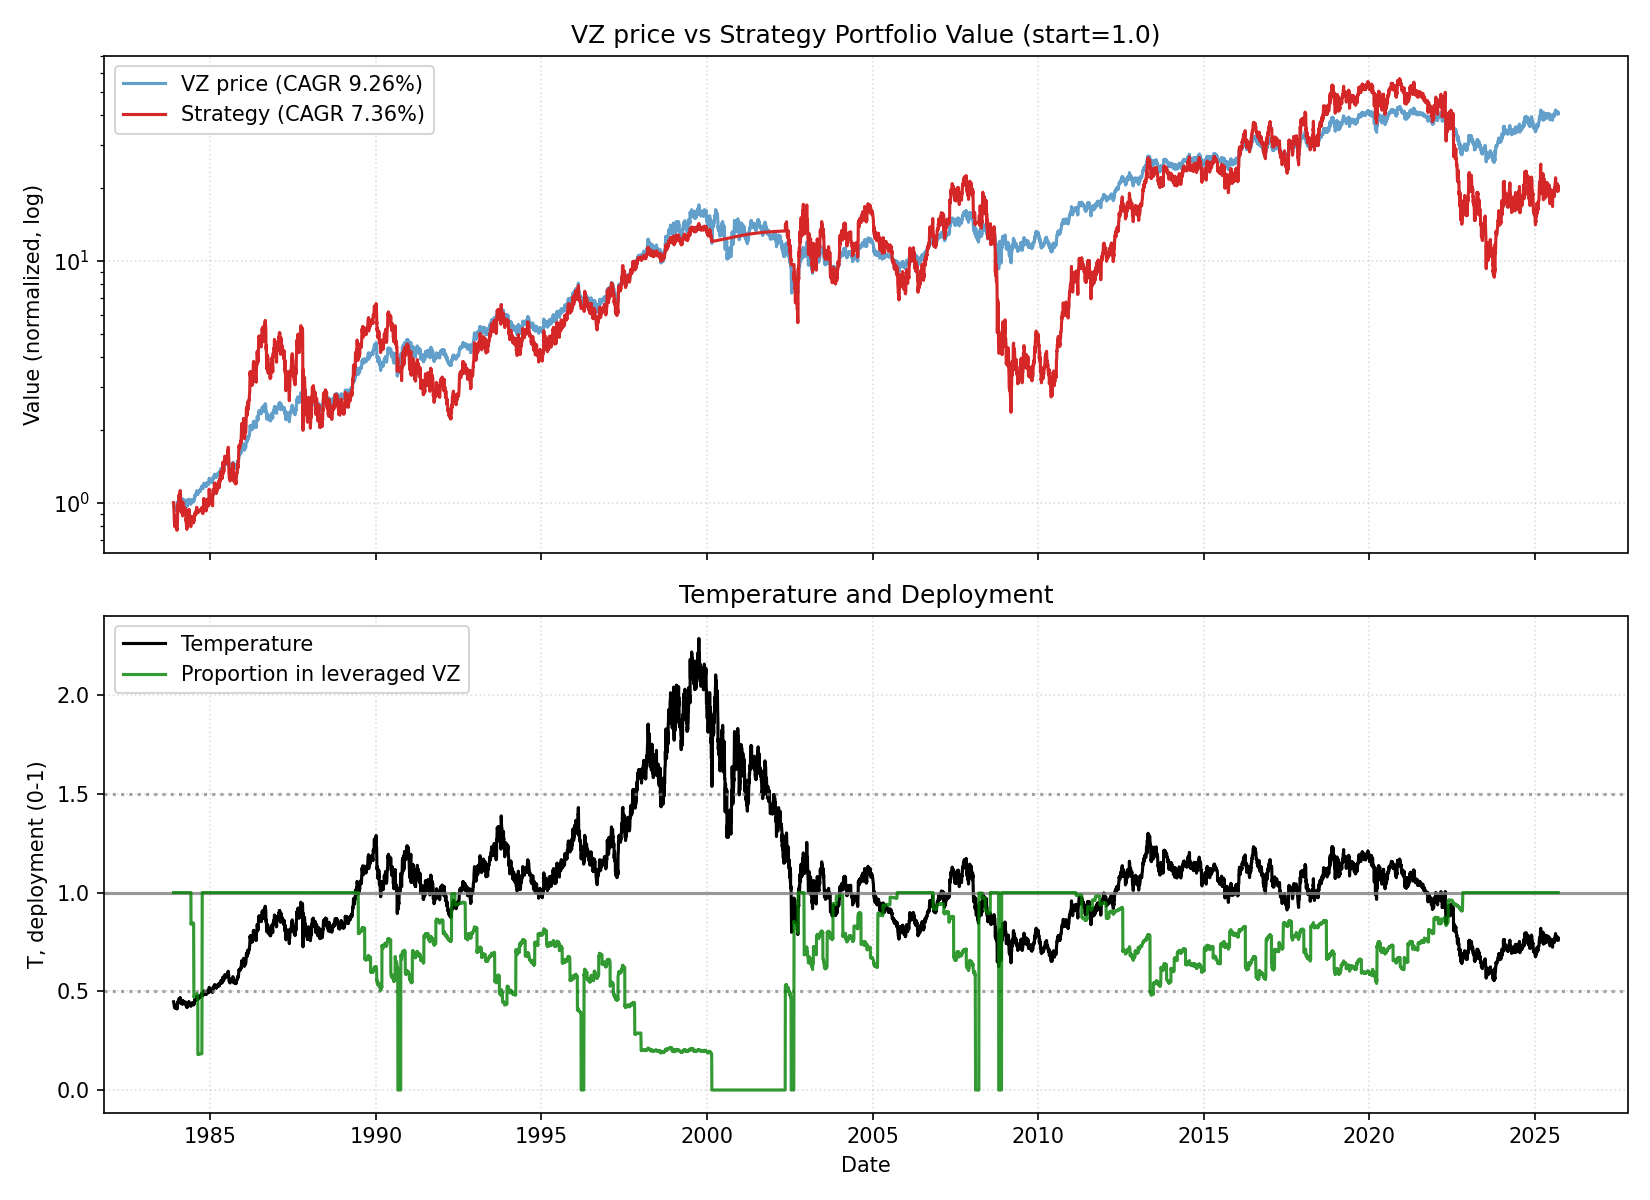 VZ price vs Strategy Portfolio Value (start=1.0)
VZ price (CAGR 9.26%)
Strategy (CAGR 7.36%)
Value (normalized, log)
10¹
10⁰
Temperature and Deployment
Temperature
Proportion in leveraged VZ
T, deployment (0-1)
2.0
1.5
1.0
0.5
0.0
1985 1990 1995 2000 2005 2010 2015 2020 2025
Date